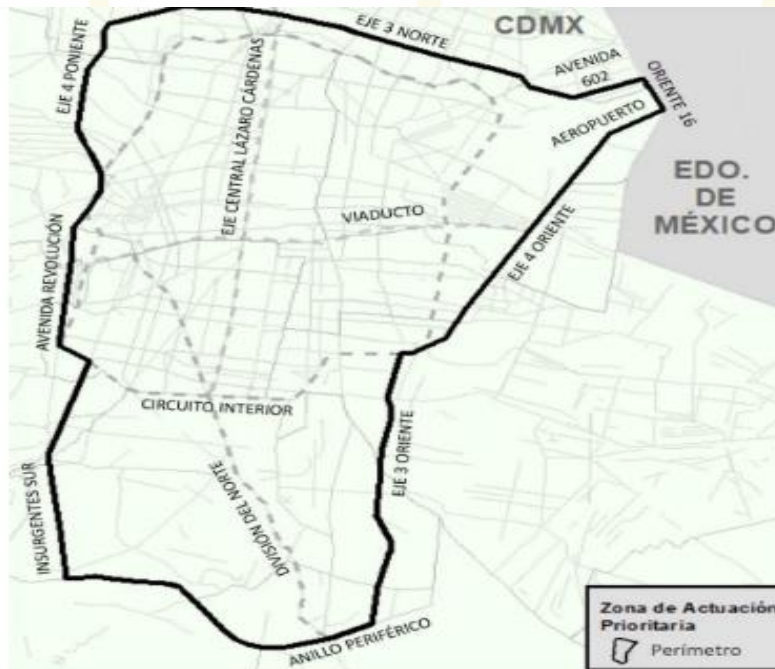 CDMX
EJE 3 NORTE
AVENIDA
602
ORIENTE 16
AEROPUERTO
EJE 4 PONIENTE
EJE CENTRAL LÁZARO CÁRDENAS
EDO.
DE
MÉXICO
VIADUCTO
AVENIDA REVOLUCIÓN
EJE 4 ORIENTE
CIRCUITO INTERIOR
EJE 3 ORIENTE
INSURGENTES SUR
DIVISIÓN DEL NORTE
ANILLO PERIFÉRICO
Zona de Actuación
Prioritaria
Perímetro